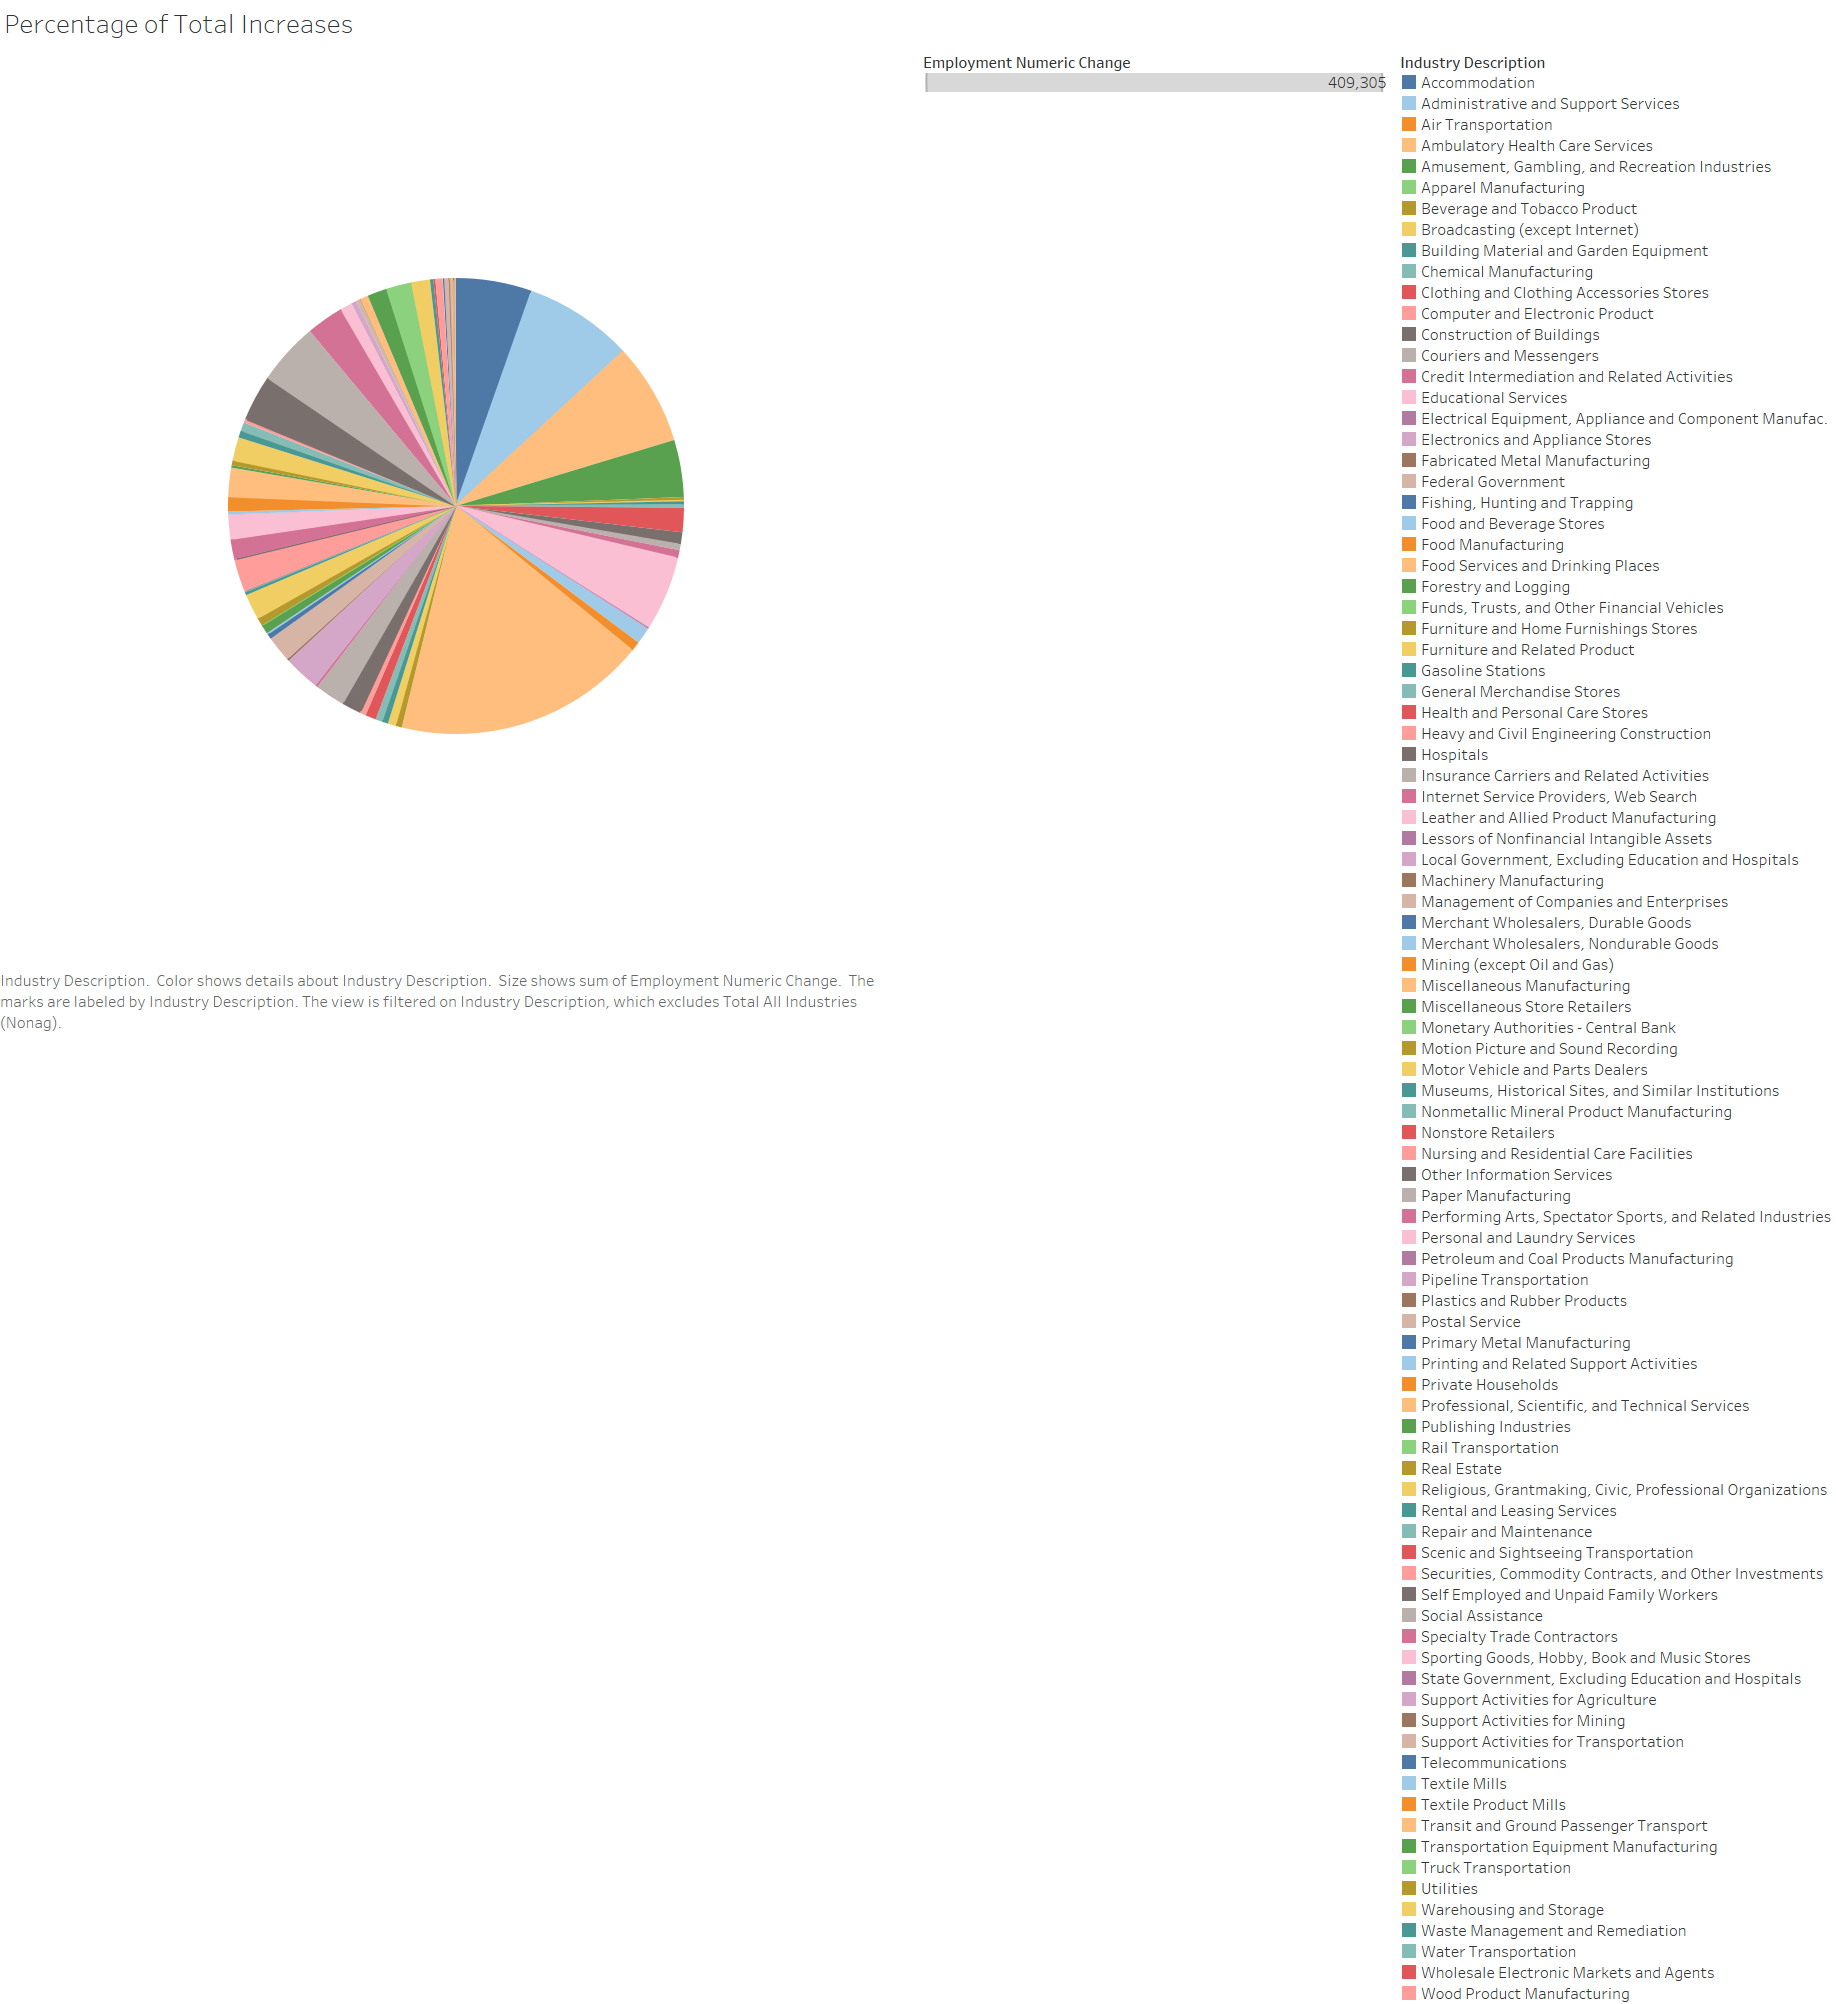 Percentage of Total Increases
Employment Numeric Change
409,305
Industry Description
Accommodation
Administrative and Support Services
Air Transportation
Ambulatory Health Care Services
Amusement, Gambling, and Recreation Industries
Apparel Manufacturing
Beverage and Tobacco Product
Broadcasting (except Internet)
Building Material and Garden Equipment
Chemical Manufacturing
Clothing and Clothing Accessories Stores
Computer and Electronic Product
Construction of Buildings
Couriers and Messengers
Credit Intermediation and Related Activities
Educational Services
Electrical Equipment, Appliance and Component Manufac.
Electronics and Appliance Stores
Fabricated Metal Manufacturing
Federal Government
Fishing, Hunting and Trapping
Food and Beverage Stores
Food Manufacturing
Food Services and Drinking Places
Forestry and Logging
Funds, Trusts, and Other Financial Vehicles
Furniture and Home Furnishings Stores
Furniture and Related Product
Gasoline Stations
General Merchandise Stores
Health and Personal Care Stores
Heavy and Civil Engineering Construction
Hospitals
Insurance Carriers and Related Activities
Internet Service Providers, Web Search
Leather and Allied Product Manufacturing
Lessors of Nonfinancial Intangible Assets
Local Government, Excluding Education and Hospitals
Machinery Manufacturing
Management of Companies and Enterprises
Merchant Wholesalers, Durable Goods
Merchant Wholesalers, Nondurable Goods
Mining (except Oil and Gas)
Miscellaneous Manufacturing
Miscellaneous Store Retailers
Monetary Authorities - Central Bank
Motion Picture and Sound Recording
Motor Vehicle and Parts Dealers
Museums, Historical Sites, and Similar Institutions
Nonmetallic Mineral Product Manufacturing
Nonstore Retailers
Nursing and Residential Care Facilities
Other Information Services
Paper Manufacturing
Performing Arts, Spectator Sports, and Related Industries
Personal and Laundry Services
Petroleum and Coal Products Manufacturing
Pipeline Transportation
Plastics and Rubber Products
Postal Service
Primary Metal Manufacturing
Printing and Related Support Activities
Private Households
Professional, Scientific, and Technical Services
Publishing Industries
Rail Transportation
Real Estate
Religious, Grantmaking, Civic, Professional Organizations
Rental and Leasing Services
Repair and Maintenance
Scenic and Sightseeing Transportation
Securities, Commodity Contracts, and Other Investments
Self Employed and Unpaid Family Workers
Social Assistance
Specialty Trade Contractors
Sporting Goods, Hobby, Book and Music Stores
State Government, Excluding Education and Hospitals
Support Activities for Agriculture
Support Activities for Mining
Support Activities for Transportation
Telecommunications
Textile Mills
Textile Product Mills
Transit and Ground Passenger Transport
Transportation Equipment Manufacturing
Truck Transportation
Utilities
Warehousing and Storage
Waste Management and Remediation
Water Transportation
Wholesale Electronic Markets and Agents
Wood Product Manufacturing
Industry Description.  Color shows details about Industry Description.  Size shows sum of Employment Numeric Change.  The
marks are labeled by Industry Description. The view is filtered on Industry Description, which excludes Total All Industries
(Nonag).